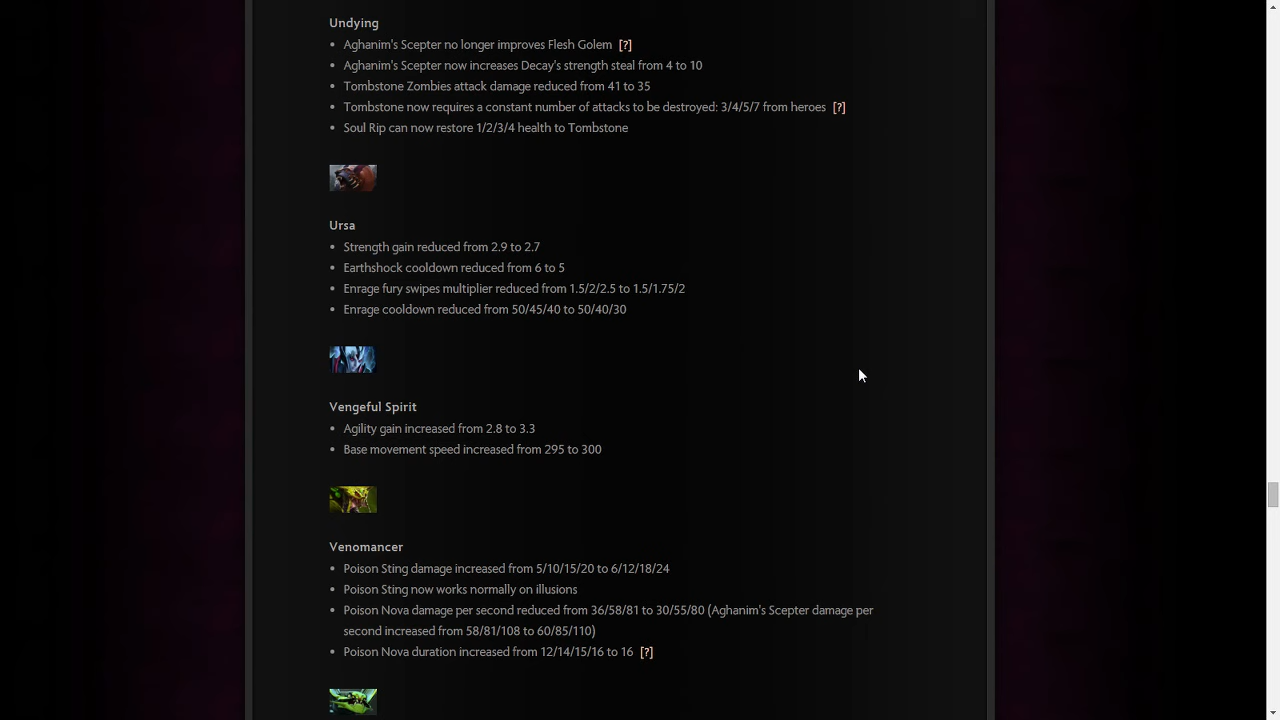 Undying
• Aghanim's Scepter no longer improves Flesh Golem [?]
• Aghanim's Scepter now increases Decay's strength steal from 4 to 10
• Tombstone Zombies attack damage reduced from 41 to 35
• Tombstone now requires a constant number of attacks to be destroyed: 3/4/5/7 from heroes [?]
• Soul Rip can now restore 1/2/3/4 health to Tombstone
Ursa
• Strength gain reduced from 2.9 to 2.7
• Earthshock cooldown reduced from 6 to 5
• Enrage fury swipes multiplier reduced from 1.5/2/2.5 to 1.5/1.75/2
• Enrage cooldown reduced from 50/45/40 to 50/40/30
Vengeful Spirit
• Agility gain increased from 2.8 to 3.3
• Base movement speed increased from 295 to 300
Venomancer
• Poison Sting damage increased from 5/10/15/20 to 6/12/18/24
• Poison Sting now works normally on illusions
• Poison Nova damage per second reduced from 36/58/81 to 30/55/80 (Aghanim's Scepter damage per
second increased from 58/81/108 to 60/85/110)
• Poison Nova duration increased from 12/14/15/16 to 16 [?]